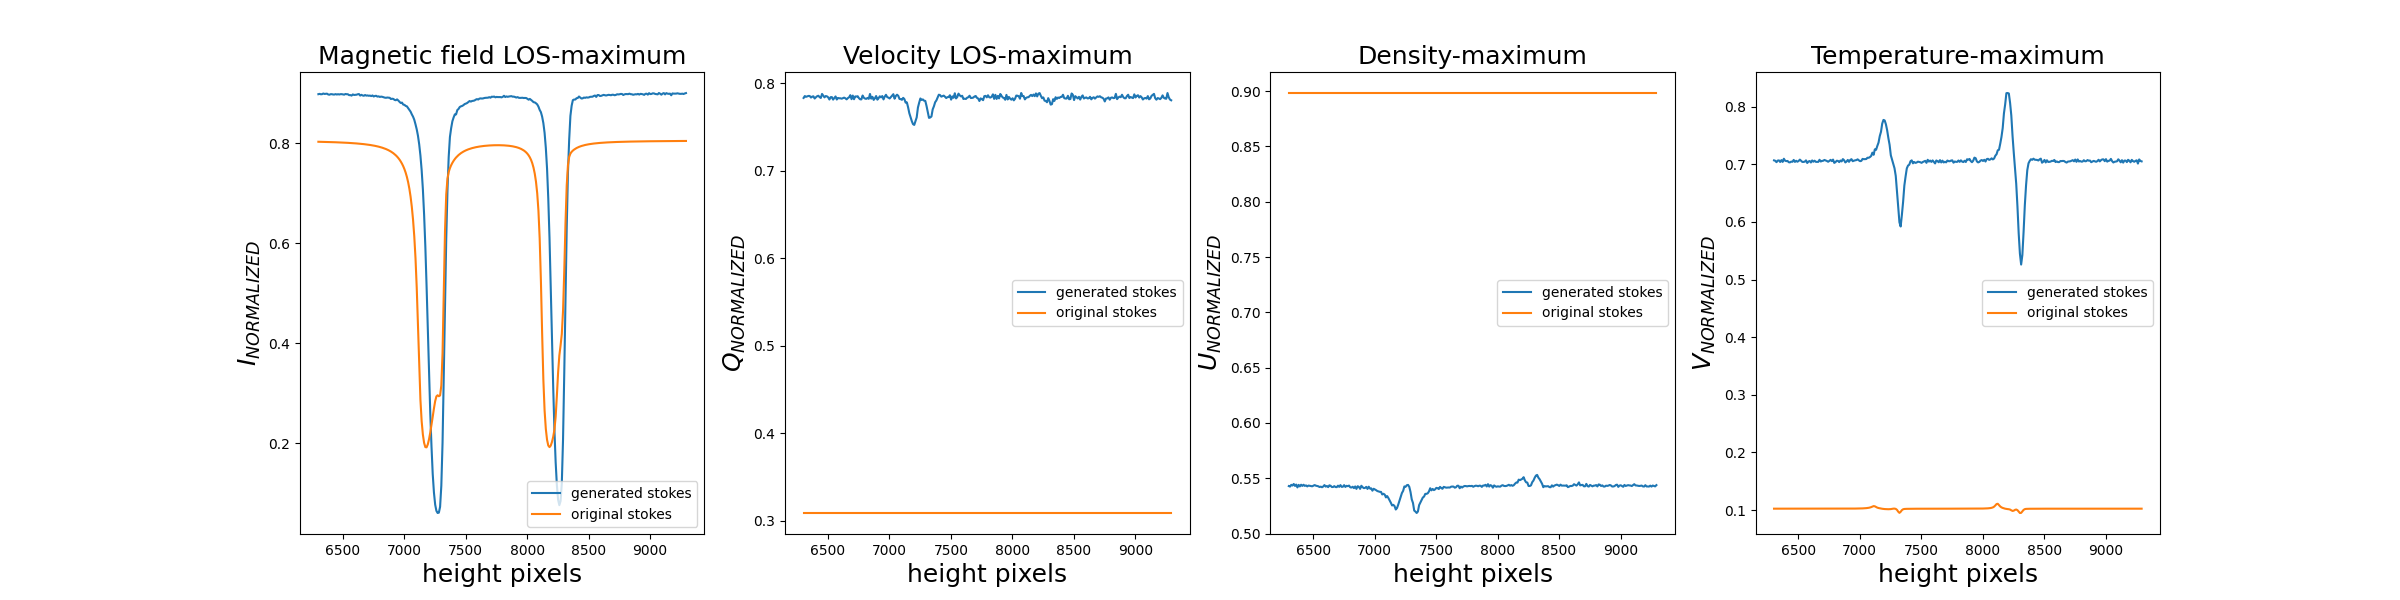 Magnetic field LOS-maximum
I_NORMALIZED
0.8
0.6
0.4
0.2
6500 7000 7500 8000 8500 9000
height pixels
generated stokes
original stokes
Velocity LOS-maximum
Q_NORMALIZED
0.8
0.7
0.6
0.5
0.4
0.3
6500 7000 7500 8000 8500 9000
height pixels
generated stokes
original stokes
Density-maximum
U_NORMALIZED
0.90
0.85
0.80
0.75
0.70
0.65
0.60
0.55
0.50
6500 7000 7500 8000 8500 9000
height pixels
generated stokes
original stokes
Temperature-maximum
V_NORMALIZED
0.8
0.7
0.6
0.5
0.4
0.3
0.2
0.1
6500 7000 7500 8000 8500 9000
height pixels
generated stokes
original stokes